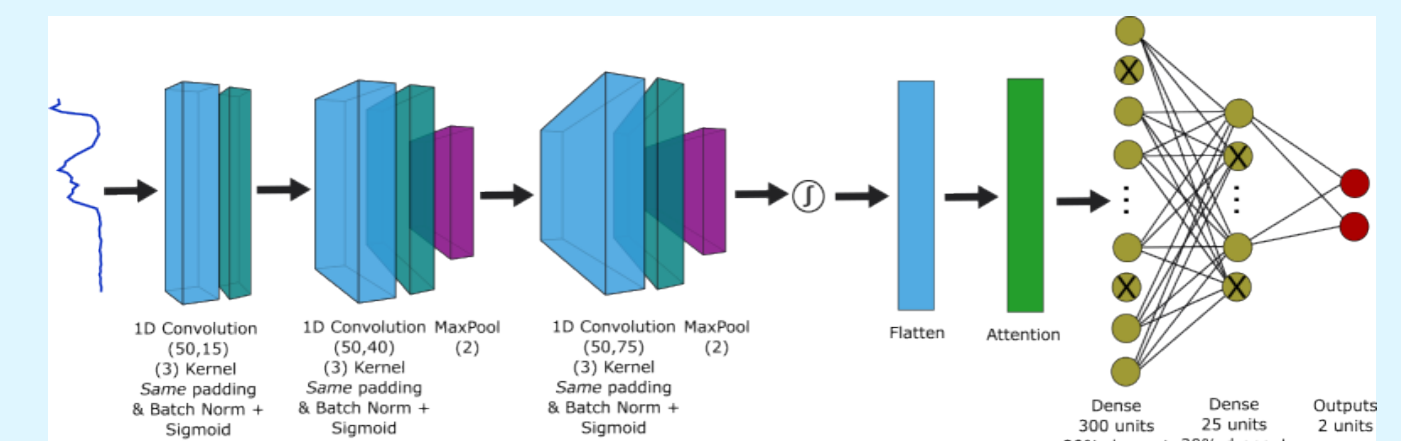 1D Convolution
(50,15)
(3) Kernel
Same padding
& Batch Norm +
Sigmoid
1D Convolution
(50,40)
(3) Kernel
Same padding
& Batch Norm +
Sigmoid
MaxPool
(2)
1D Convolution
(50,75)
(3) Kernel
Same padding
& Batch Norm +
Sigmoid
MaxPool
(2)
∫
Flatten
Attention
X
X
X
X
Dense
300 units
Dense
25 units
Outputs
2 units